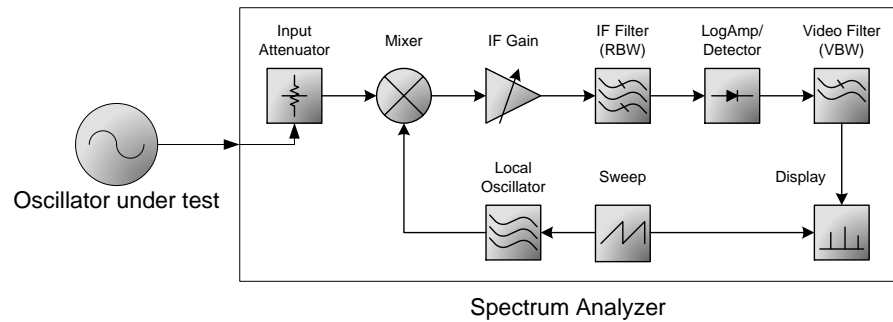 Input
Attenuator
Mixer
IF Gain
IF Filter
(RBW)
LogAmp/
Detector
Video Filter
(VBW)
Oscillator under test
Local
Oscillator
Sweep
Display
Spectrum Analyzer